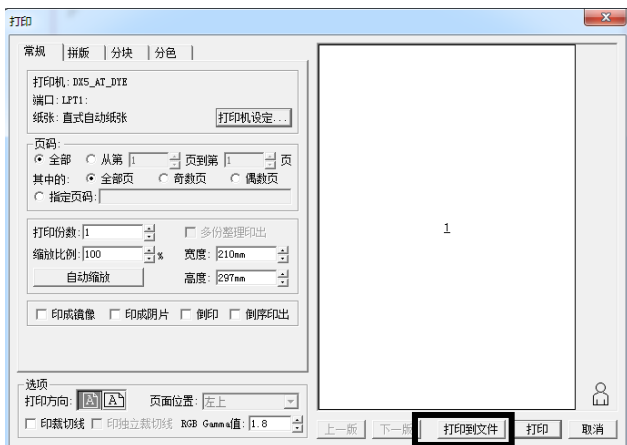 打印
常规 拼版 分块 分色
打印机: DX5_AT_DYE
端口: LPT1:
纸张: 直式自动纸张 打印机设定...
页码:
全部 从第 1 页到第 1 页
其中的: 全部页 奇数页 偶数页
指定页码:
打印份数: 1 多份整理印出
缩放比例: 100 % 宽度: 210mm
自动缩放 高度: 297mm
印成镜像 印成阴片 倒印 倒序印出
1
选项
打印方向: A A 页面位置: 左上
印裁切线 印独立裁切线 RGB Gamma值: 1.8
上一版 下一版 打印到文件 打印 取消